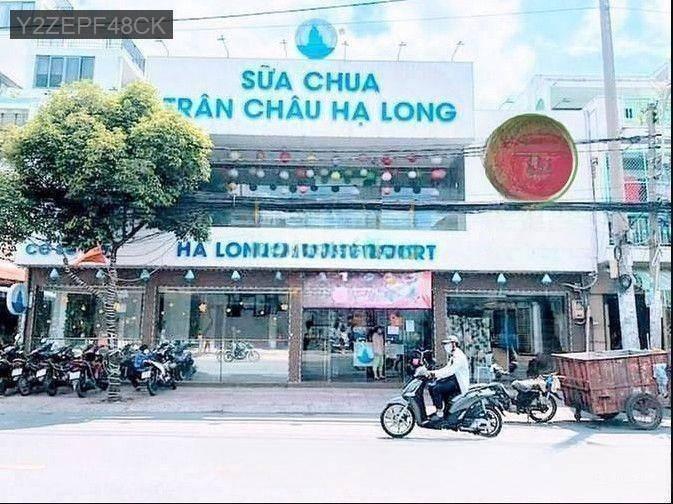 Y2ZEPF48CK
SỮA CHUA
TRÂN CHÂU HẠ LONG
HA LONG